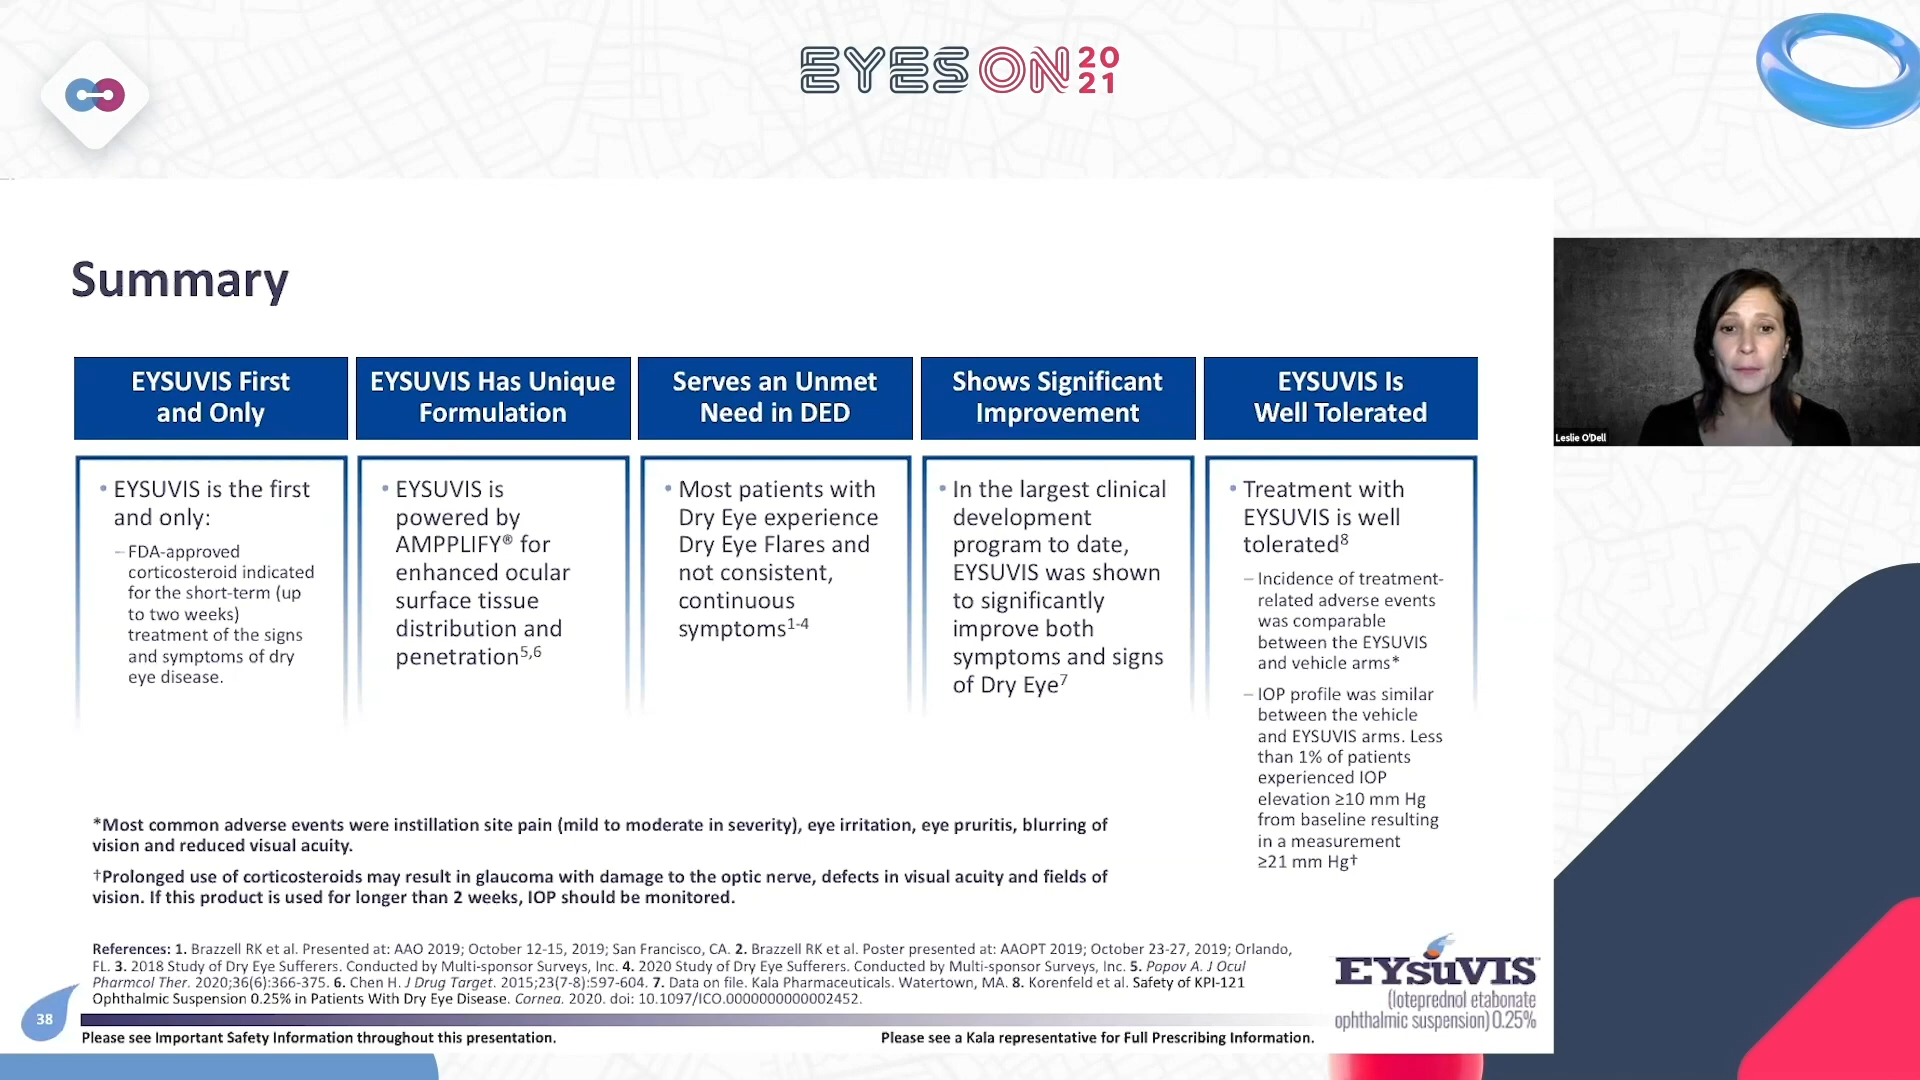 EYES ON 20 21
Summary
EYSUVIS First
and Only
EYSUVIS Has Unique
Formulation
Serves an Unmet
Need in DED
Shows Significant
Improvement
EYSUVIS Is
Well Tolerated
• EYSUVIS is the first
and only:
– FDA-approved
corticosteroid indicated
for the short-term (up
to two weeks)
treatment of the signs
and symptoms of dry
eye disease.
• EYSUVIS is
powered by
AMPPLIFY® for
enhanced ocular
surface tissue
distribution and
penetration5,6
• Most patients with
Dry Eye experience
Dry Eye Flares and
not consistent,
continuous
symptoms1-4
• In the largest clinical
development
program to date,
EYSUVIS was shown
to significantly
improve both
symptoms and signs
of Dry Eye7
• Treatment with
EYSUVIS is well
tolerated8
– Incidence of treatment-
related adverse events
was comparable
between the EYSUVIS
and vehicle arms*
– IOP profile was similar
between the vehicle
and EYSUVIS arms. Less
than 1% of patients
experienced IOP
elevation ≥10 mm Hg
from baseline resulting
in a measurement
≥21 mm Hg†
*Most common adverse events were instillation site pain (mild to moderate in severity), eye irritation, eye pruritis, blurring of
vision and reduced visual acuity.
†Prolonged use of corticosteroids may result in glaucoma with damage to the optic nerve, defects in visual acuity and fields of
vision. If this product is used for longer than 2 weeks, IOP should be monitored.
References: 1. Brazzell RK et al. Presented at: AAO 2019; October 12-15, 2019; San Francisco, CA. 2. Brazzell RK et al. Poster presented at: AAOPT 2019; October 23-27, 2019; Orlando,
FL. 3. 2018 Study of Dry Eye Sufferers. Conducted by Multi-sponsor Surveys, Inc. 4. 2020 Study of Dry Eye Sufferers. Conducted by Multi-sponsor Surveys, Inc. 5. Popov A. J Ocul
Pharmcol Ther. 2020;36(6):366-375. 6. Chen H. J Drug Target. 2015;23(7-8):597-604. 7. Data on file. Kala Pharmaceuticals. Watertown, MA. 8. Korenfeld et al. Safety of KPI-121
Ophthalmic Suspension 0.25% in Patients With Dry Eye Disease. Cornea. 2020. doi: 10.1097/ICO.0000000000002452.
EYSUVIS
(loteprednol etabonate
ophthalmic suspension) 0.25%
38
Please see Important Safety Information throughout this presentation.
Please see a Kala representative for Full Prescribing Information.
Leslie O'Dell